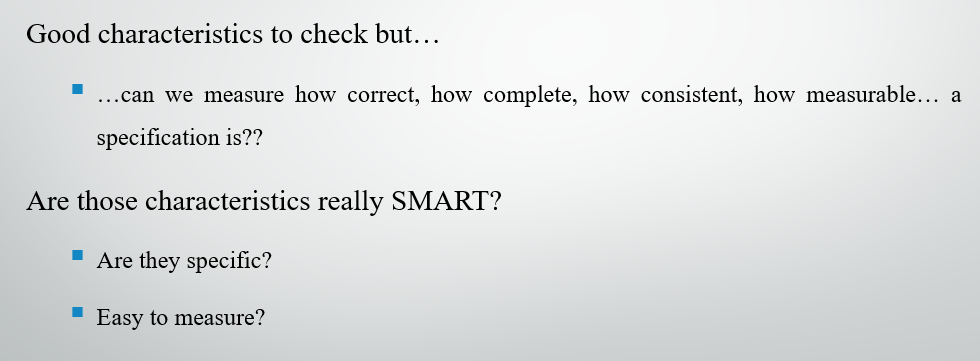 Good characteristics to check but…
…can we measure how correct, how complete, how consistent, how measurable… a
specification is??
Are those characteristics really SMART?
Are they specific?
Easy to measure?